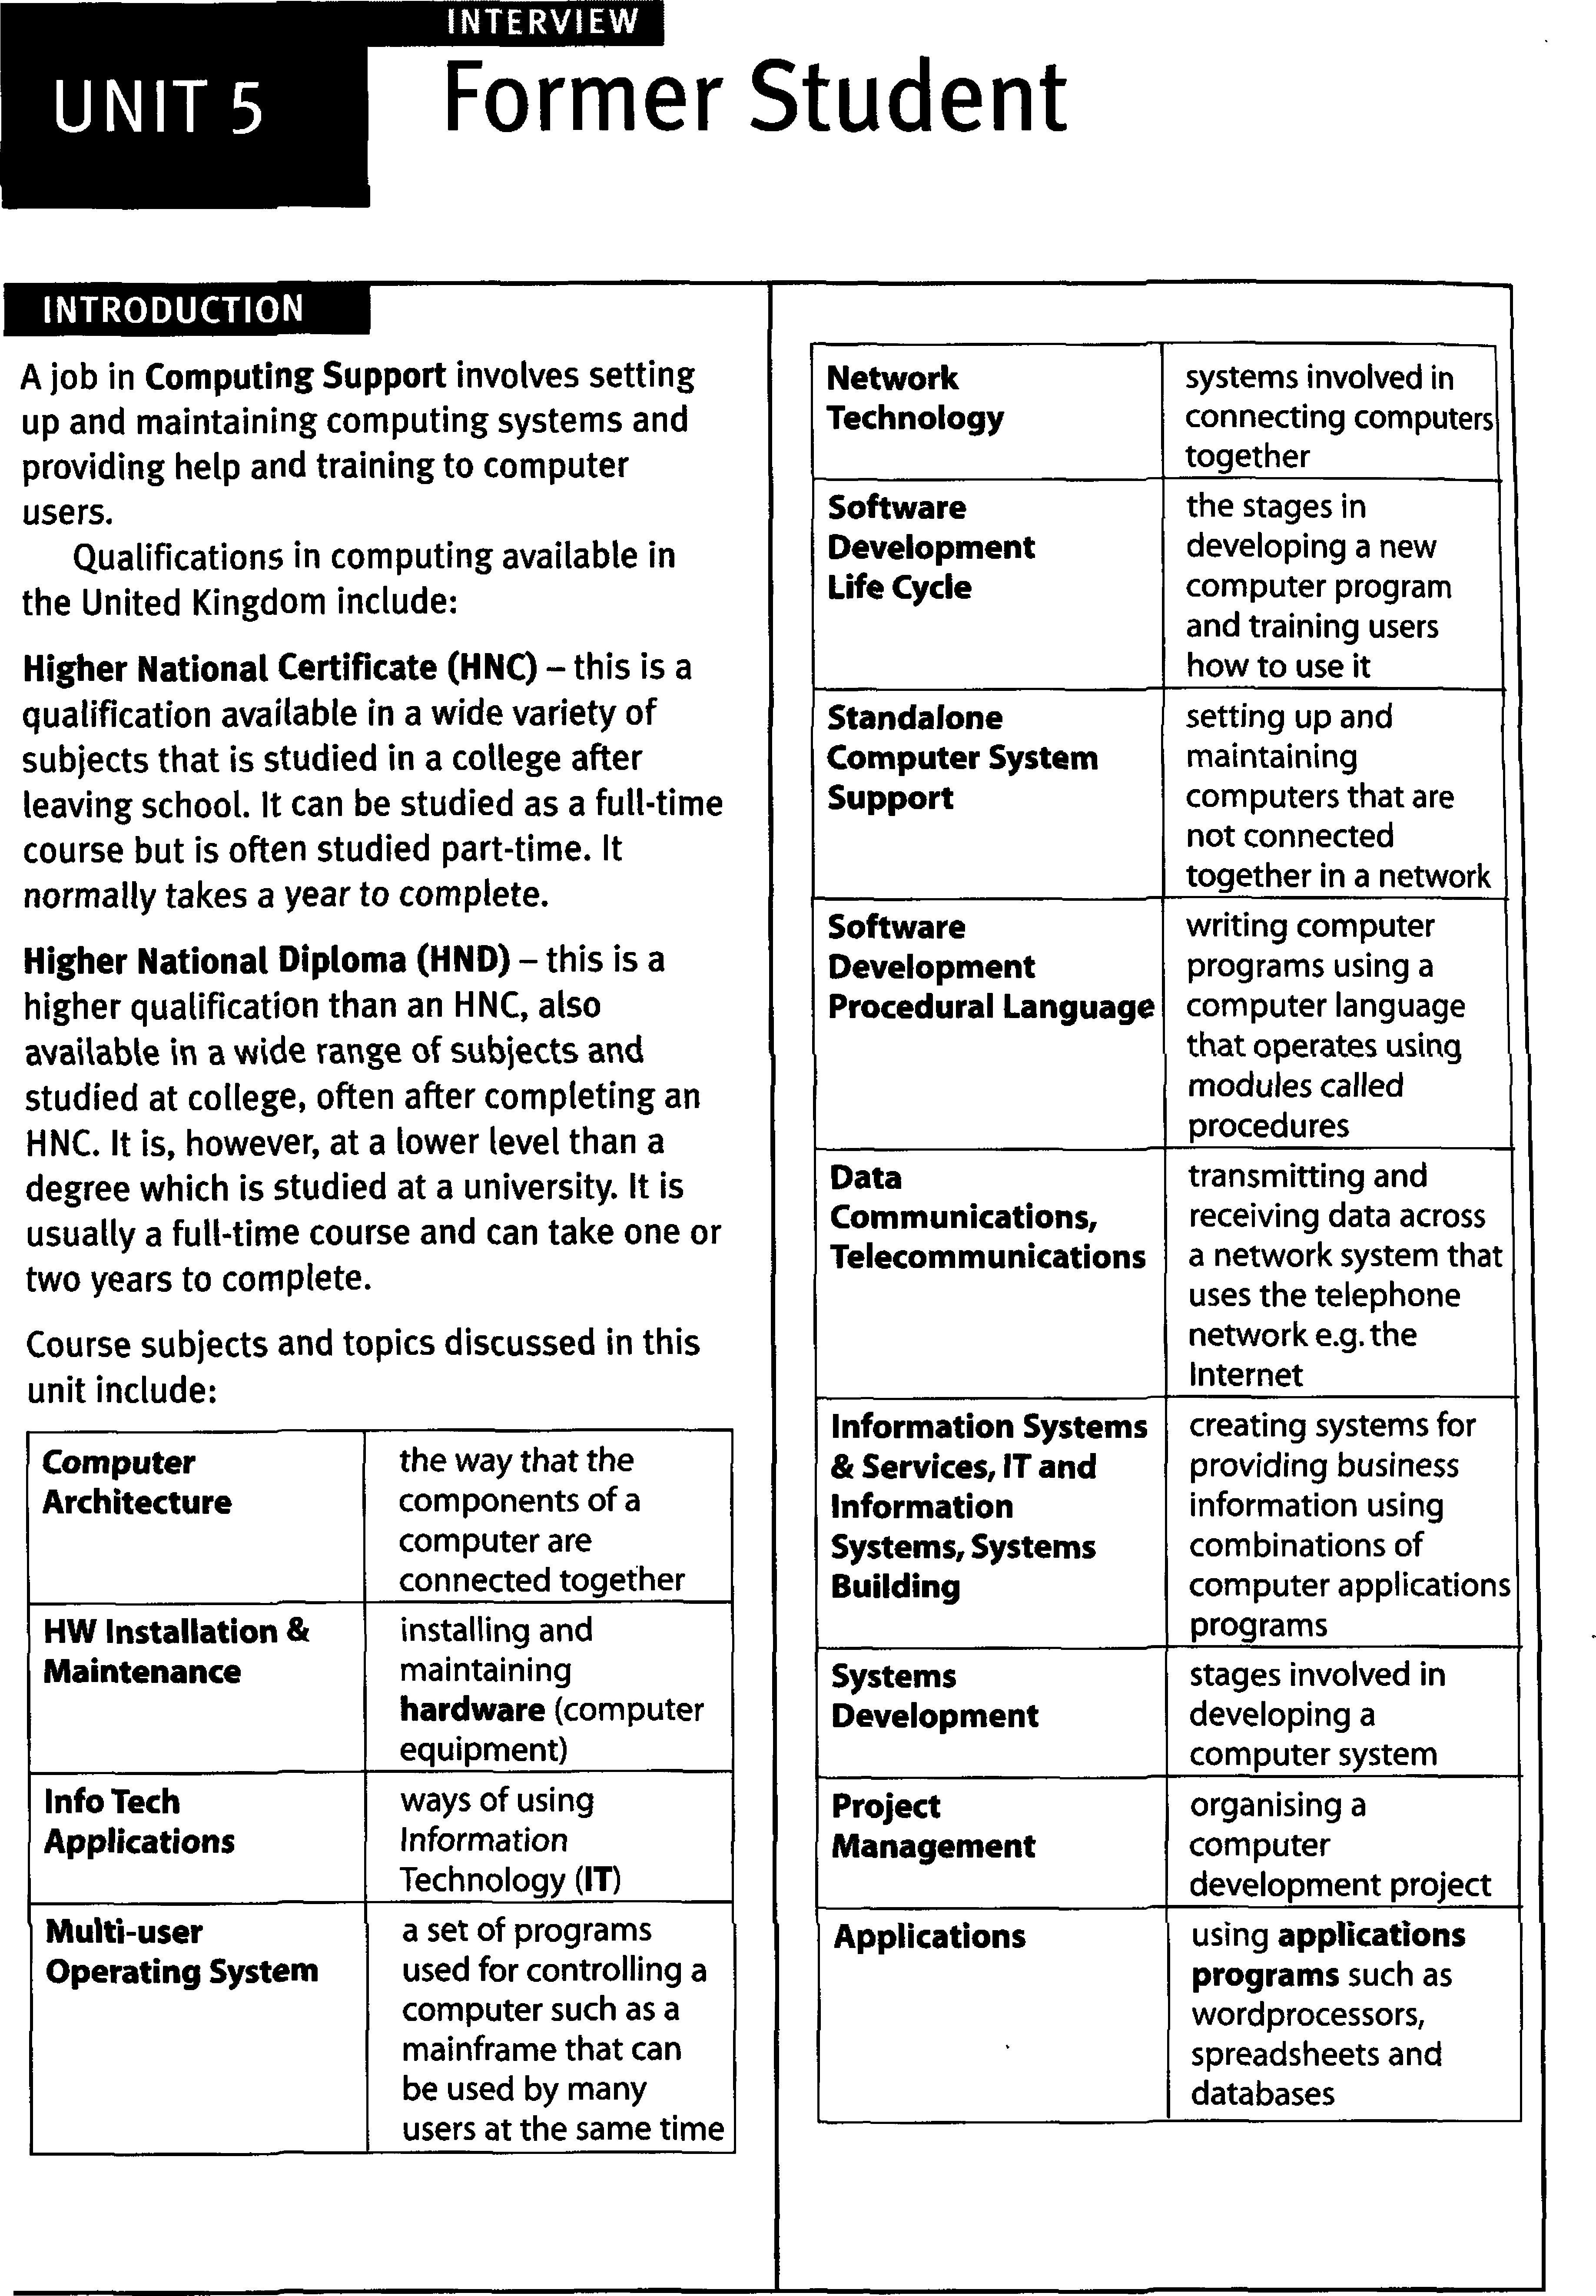 INTERVIEW
UNIT 5
Former Student
INTRODUCTION
A job in Computing Support involves setting
up and maintaining computing systems and
providing help and training to computer
users.
Qualifications in computing available in
the United Kingdom include:
Higher National Certificate (HNC) – this is a
qualification available in a wide variety of
subjects that is studied in a college after
leaving school. It can be studied as a full-time
course but is often studied part-time. It
normally takes a year to complete.
Higher National Diploma (HND) – this is a
higher qualification than an HNC, also
available in a wide range of subjects and
studied at college, often after completing an
HNC. It is, however, at a lower level than a
degree which is studied at a university. It is
usually a full-time course and can take one or
two years to complete.
Course subjects and topics discussed in this
unit include:
Computer
Architecture
the way that the
components of a
computer are
connected together
HW Installation &
Maintenance
installing and
maintaining
hardware (computer
equipment)
Info Tech
Applications
ways of using
Information
Technology (IT)
Multi-user
Operating System
a set of programs
used for controlling a
computer such as a
mainframe that can
be used by many
users at the same time
Network
Technology
systems involved in
connecting computers
together
Software
Development
Life Cycle
the stages in
developing a new
computer program
and training users
how to use it
Standalone
Computer System
Support
setting up and
maintaining
computers that are
not connected
together in a network
Software
Development
Procedural Language
writing computer
programs using a
computer language
that operates using
modules called
procedures
Data
Communications,
Telecommunications
transmitting and
receiving data across
a network system that
uses the telephone
network e.g. the
Internet
Information Systems
& Services, IT and
Information
Systems, Systems
Building
creating systems for
providing business
information using
combinations of
computer applications
programs
Systems
Development
stages involved in
developing a
computer system
Project
Management
organising a
computer
development project
Applications
using applications
programs such as
wordprocessors,
spreadsheets and
databases